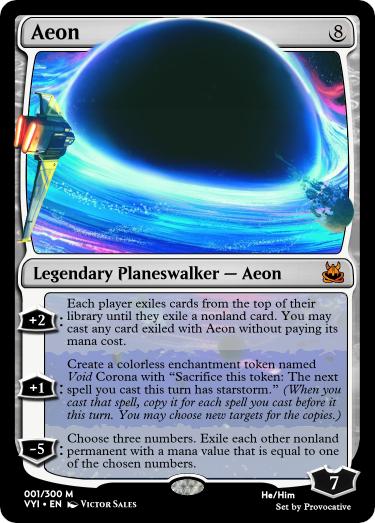 Aeon 8
Legendary Planeswalker — Aeon
+2
Each player exiles cards from the top of their
library until they exile a nonland card. You may
cast any card exiled with Aeon without paying its
mana cost.
+1
Create a colorless enchantment token named
Void Corona with “Sacrifice this token: The next
spell you cast this turn has starstorm.” (When you
cast that spell, copy it for each spell you cast before it
this turn. You may choose new targets for the copies.)
-5
Choose three numbers. Exile each other nonland
permanent with a mana value that is equal to one
of the chosen numbers.
7
001/300 M
VYI • EN Victor Sales
He/Him
Set by Provocative